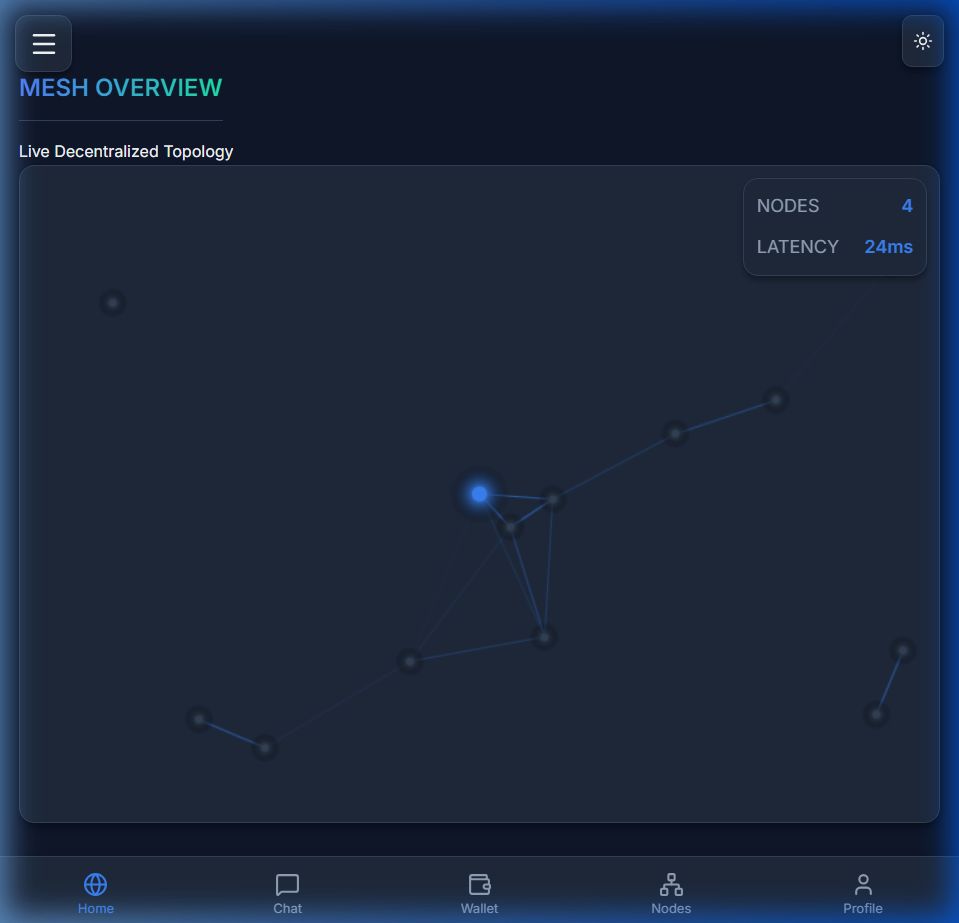 MESH OVERVIEW
Live Decentralized Topology
NODES 4
LATENCY 24ms
Home Chat Wallet Nodes Profile